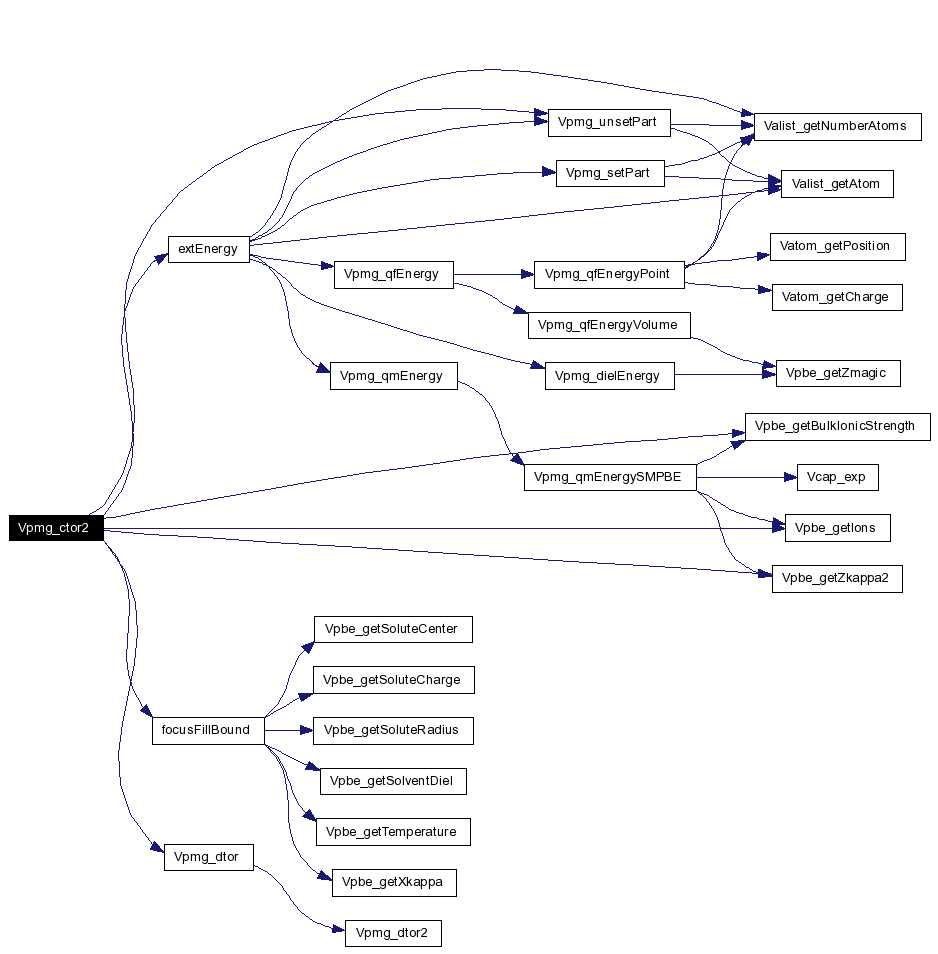 Vpmg_unsetPart
Valist_getNumberAtoms
Vpmg_setPart
Valist_getAtom
extEnergy
Vatom_getPosition
Vpmg_qfEnergy
Vpmg_qfEnergyPoint
Vatom_getCharge
Vpmg_qfEnergyVolume
Vpmg_qmEnergy
Vpmg_dielEnergy
Vpbe_getZmagic
Vpbe_getBulkIonicStrength
Vpmg_qmEnergySMPBE
Vcap_exp
Vpmg_ctor2
Vpbe_getIons
Vpbe_getZkappa2
Vpbe_getSoluteCenter
Vpbe_getSoluteCharge
focusFillBound
Vpbe_getSoluteRadius
Vpbe_getSolventDiel
Vpbe_getTemperature
Vpmg_dtor
Vpbe_getXkappa
Vpmg_dtor2